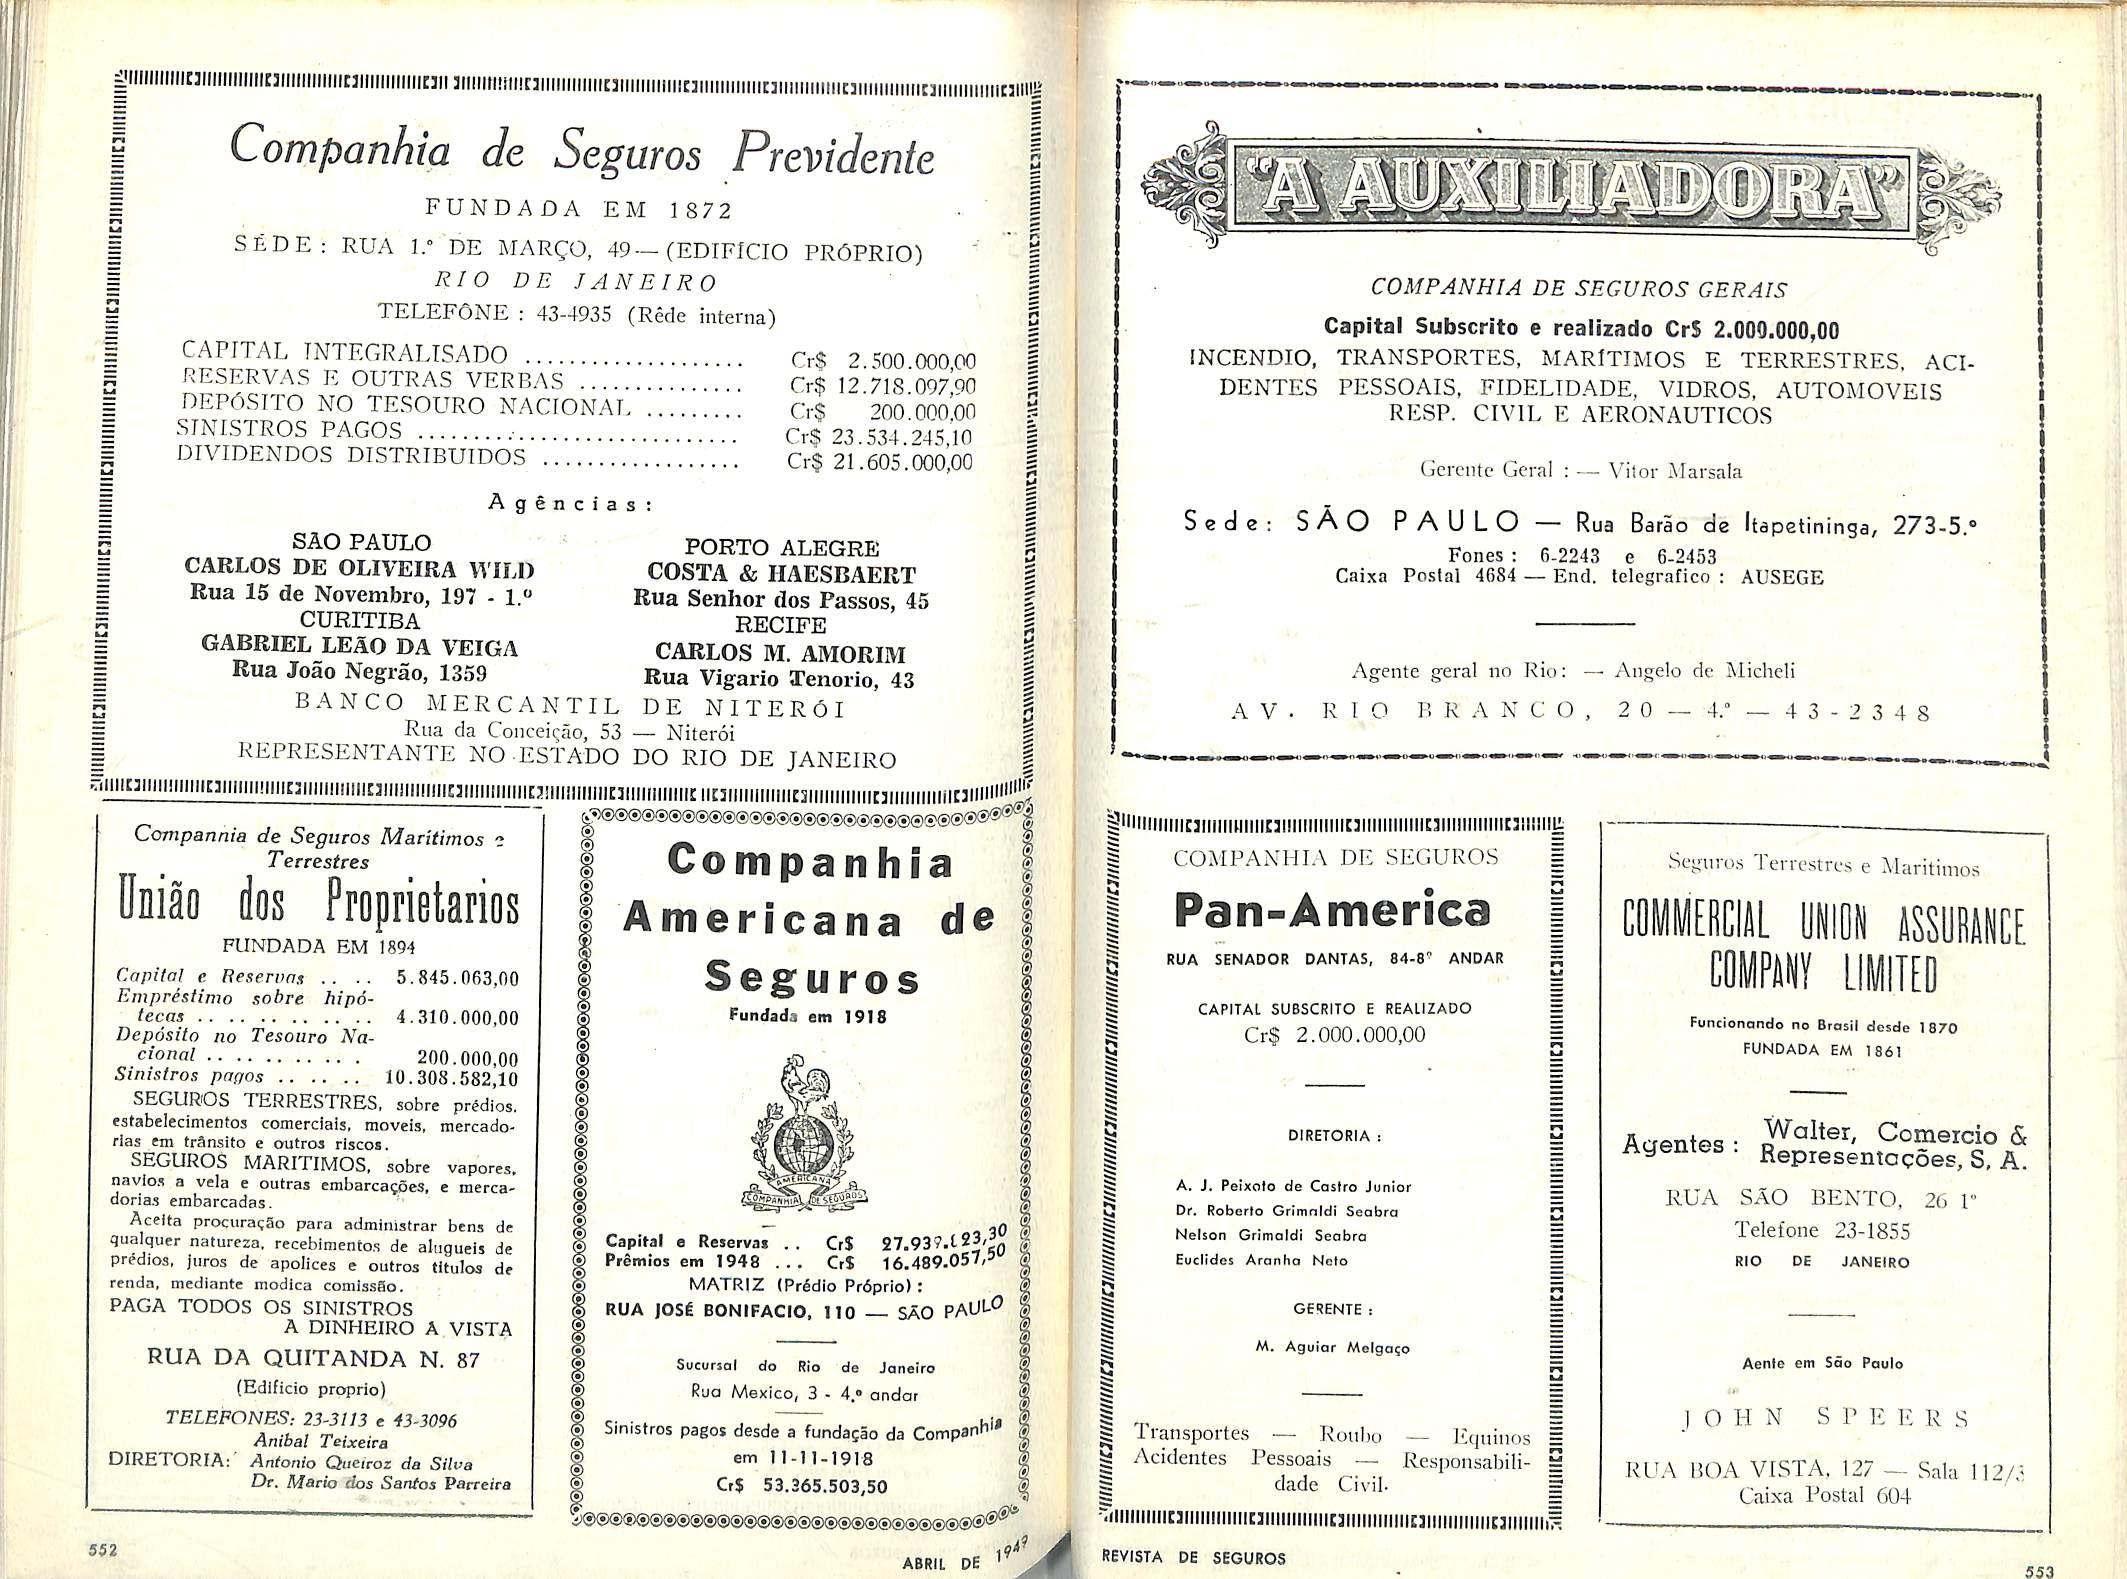 Companhia de Seguros Previdente
FUNDADA EM 1872
SÉDE: RUA 1.º DE MARÇO, 49 — (EDIFÍCIO PRÓPRIO)
RIO DE JANEIRO
TELEFÔNE : 43-4935 (Rêde interna)
CAPITAL INTEGRALISADO ...................... Cr$ 2.500.000,00
RESERVAS E OUTRAS VERBAS ............... Cr$ 12.718.097,90
DEPÓSITO NO TESOURO NACIONAL ......... Cr$ 200.000,00
SINISTROS PAGOS ................................ Cr$ 23.534.245,10
DIVIDENDOS DISTRIBUIDOS .................. Cr$ 21.605.000,00
Agências:
SÃO PAULO
CARLOS DE OLIVEIRA WILD
Rua 15 de Novembro, 197 - 1.º
CURITIBA
GABRIEL LEÃO DA VEIGA
Rua João Negrão, 1359
PORTO ALEGRE
COSTA & HAESBAERT
Rua Senhor dos Passos, 45
RECIFE
CARLOS M. AMORIM
Rua Vigario Tenorio, 43
BANCO MERCANTIL DE NITERÓI
Rua da Conceição, 53 — Niterói
REPRESENTANTE NO ESTADO DO RIO DE JANEIRO
Companhia de Seguros Marítimos e
Terrestres
União dos Proprietarios
FUNDADA EM 1894
Capital e Reservas .. .. 5.845.063,00
Empréstimo sobre hipó-
tecas .. .. .. .. .. .. 4.310.000,00
Depósito no Tesouro Na-
cional .. .. .. .. .. . 200.000,00
Sinistros pagos .. .. .. 10.308.582,10
SEGUROS TERRESTRES, sobre prédios,
estabelecimentos comerciais, moveis, mercado-
rias em trânsito e outros riscos.
SEGUROS MARITIMOS, sobre vapores,
navios a vela e outras embarcações, e merca-
dorias embarcadas.
Aceita procuração para administrar bens de
qualquer natureza, recebimentos de alugueis de
prédios, juros de apolices e outros titulos de
renda, mediante modica comissão.
PAGA TODOS OS SINISTROS
A DINHEIRO A VISTA
RUA DA QUITANDA N. 87
(Edificio proprio)
TELEFONES: 23-3113 e 43-3096
Anibal Teixeira
DIRETORIA: Antonio Queiroz da Silva
Dr. Mario dos Santos Parreira
Companhia
Americana de
Seguros
Fundada em 1918
AMERICANA
COMPANHIA DE SEGUROS
Capital e Reservas .. Cr$
Prêmios em 1948 ... Cr$ 16.489.057,50
MATRIZ (Prédio Próprio) :
RUA JOSÉ BONIFACIO, 110 — SÃO PAULO
Sucursal do Rio de Janeiro
Rua Mexico, 3 - 4.º andar
Sinistros pagos desde a fundação da Companhia
em 11-11-1918
Cr$ 53.365.503,50
552
ABRIL DE 1949
"A AUXILIADORA"
COMPANHIA DE SEGUROS GERAIS
Capital Subscrito e realizado Cr$ 2.000.000,00
INCENDIO, TRANSPORTES, MARÍTIMOS E TERRESTRES, ACI-
DENTES PESSOAIS, FIDELIDADE, VIDROS, AUTOMOVEIS
RESP. CIVIL E AERONAUTICOS
Gerente Geral : — Vitor Marsala
Sede: SÃO PAULO — Rua Barão de Itapetininga, 273-5.º
Fones : 6-2243 e 6-2453
Caixa Postal 4684 — End. telegrafico : AUSEGE
Agente geral no Rio: — Angelo de Micheli
AV. RIO BRANCO, 20 — 4.º — 43-2348
COMPANHIA DE SEGUROS
Pan-America
RUA SENADOR DANTAS, 84-8º ANDAR
CAPITAL SUBSCRITO E REALIZADO
Cr$ 2.000.000,00
DIRETORIA :
A. J. Peixoto de Castro Junior
Dr. Roberto Grimaldi Seabra
Nelson Grimaldi Seabra
Euclides Aranha Neto
GERENTE :
M. Aguiar Melgaço
Transportes — Roubo — Equinos
Acidentes Pessoais — Responsabili-
dade Civil.
Seguros Terrestres e Maritimos
COMMERCIAL UNION ASSURANCE
COMPANY LIMITED
Funcionando no Brasil desde 1870
FUNDADA EM 1861
Agentes : Walter, Comercio &
Representações, S, A.
RUA SÃO BENTO, 26 1º
Telefone 23-1855
RIO DE JANEIRO
Aente em São Paulo
JOHN SPEERS
RUA BOA VISTA, 127 — Sala 112/3
Caixa Postal 604
REVISTA DE SEGUROS
553